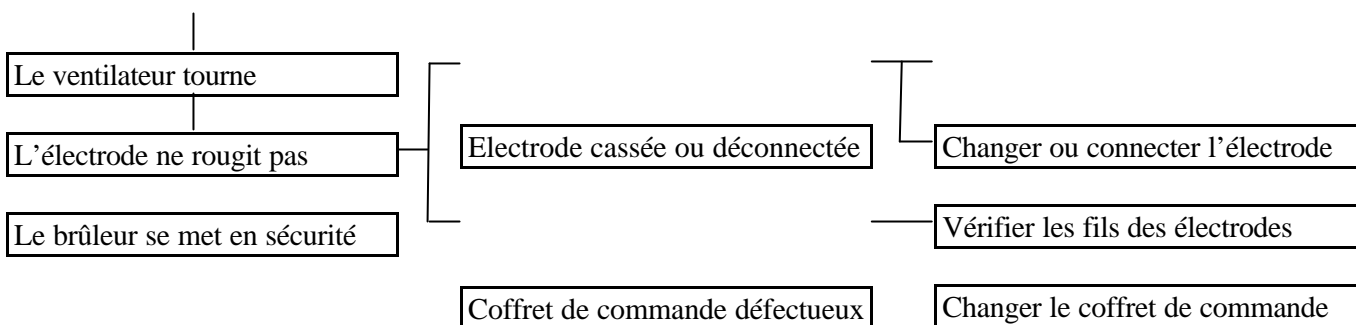 Le ventilateur tourne
L’électrode ne rougit pas
Electrode cassée ou déconnectée
Changer ou connecter l’électrode
Le brûleur se met en sécurité
Vérifier les fils des électrodes
Coffret de commande défectueux
Changer le coffret de commande